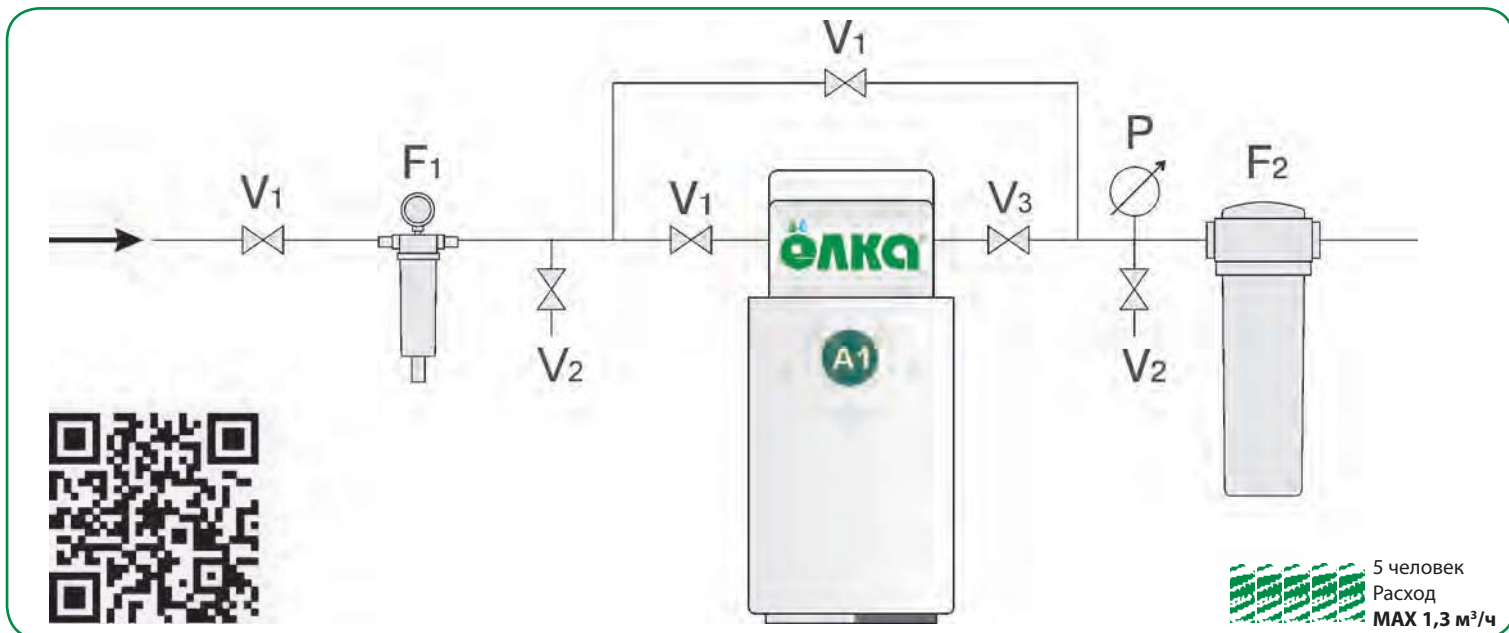 V1
P
F1
F2
V1
V1
V3
ёлка
V2
A1
V2
5 человек
Расход
MAX 1,3 м³/ч